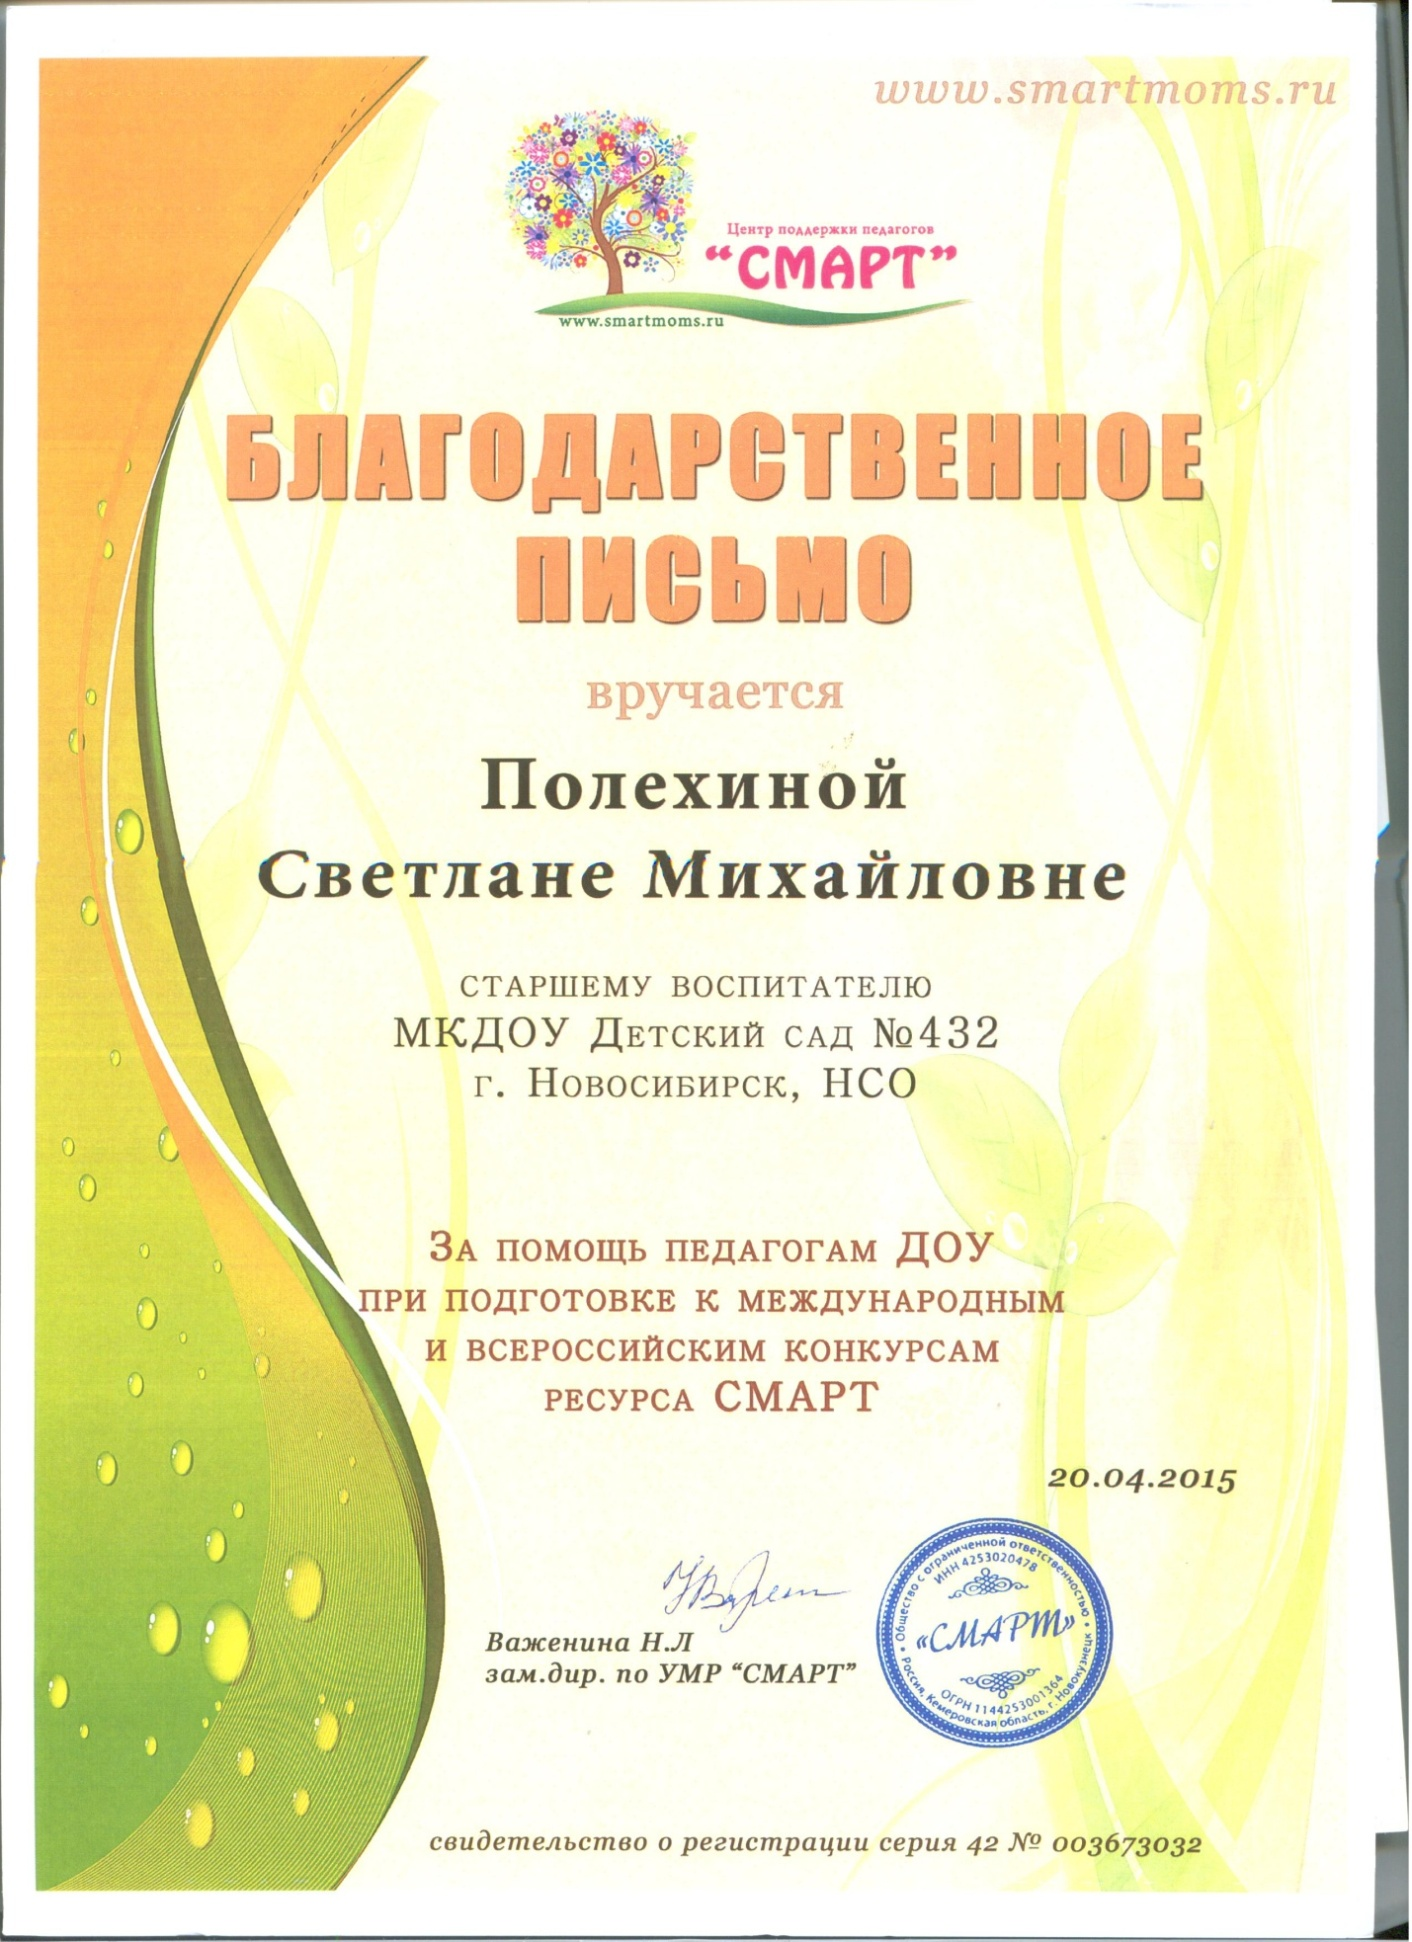 www.smartmoms.ru
Центр поддержки педагогов
“СМАРТ”
www.smartmoms.ru
БЛАГОДАРСТВЕННОЕ
ПИСЬМО
вручается
Полехиной
Светлане Михайловне
СТАРШЕМУ ВОСПИТАТЕЛЮ
МКДОУ ДЕТСКИЙ САД №432
Г. НОВОСИБИРСК, НСО
ЗА ПОМОЩЬ ПЕДАГОГАМ ДОУ
ПРИ ПОДГОТОВКЕ К МЕЖДУНАРОДНЫМ
И ВСЕРОССИЙСКИМ КОНКУРСАМ
РЕСУРСА СМАРТ
20.04.2015
Важенина Н.Л
зам.дир. по УМР “СМАРТ”
Общество с ограниченной ответственностью
ИНН 4253020478
«СМАРТ»
ОГРН 1144253001364
Россия, Кемеровская область, г. Новокузнецк
свидетельство о регистрации серия 42 № 003673032